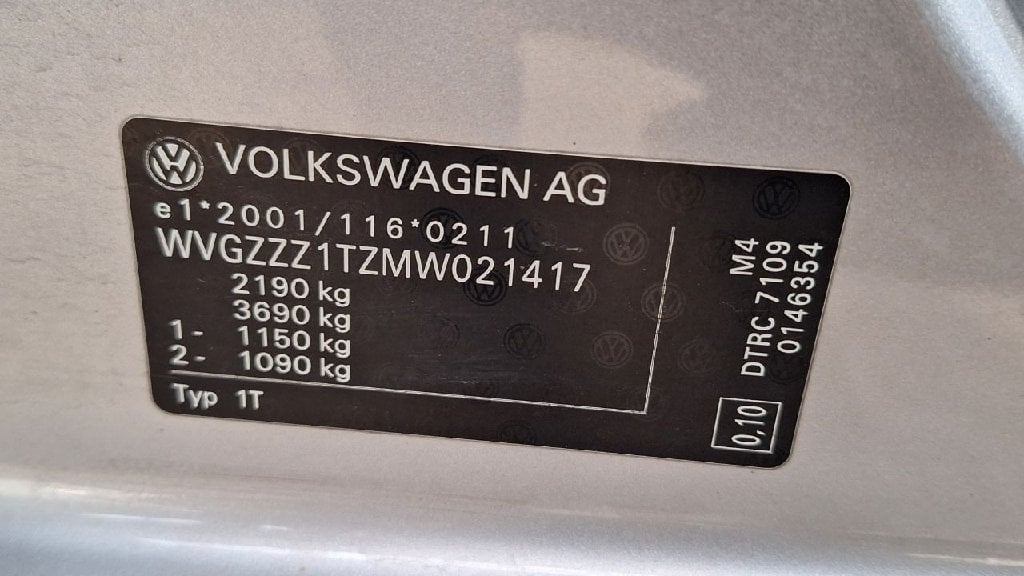 VOLKSWAGEN AG
e1*2001/116*0211
WVGZZZ1TZMW021417
2190 kg
3690 kg
1- 1150 kg
2- 1090 kg
Typ 1T
M4
DTRC 7109
0146354
0,10